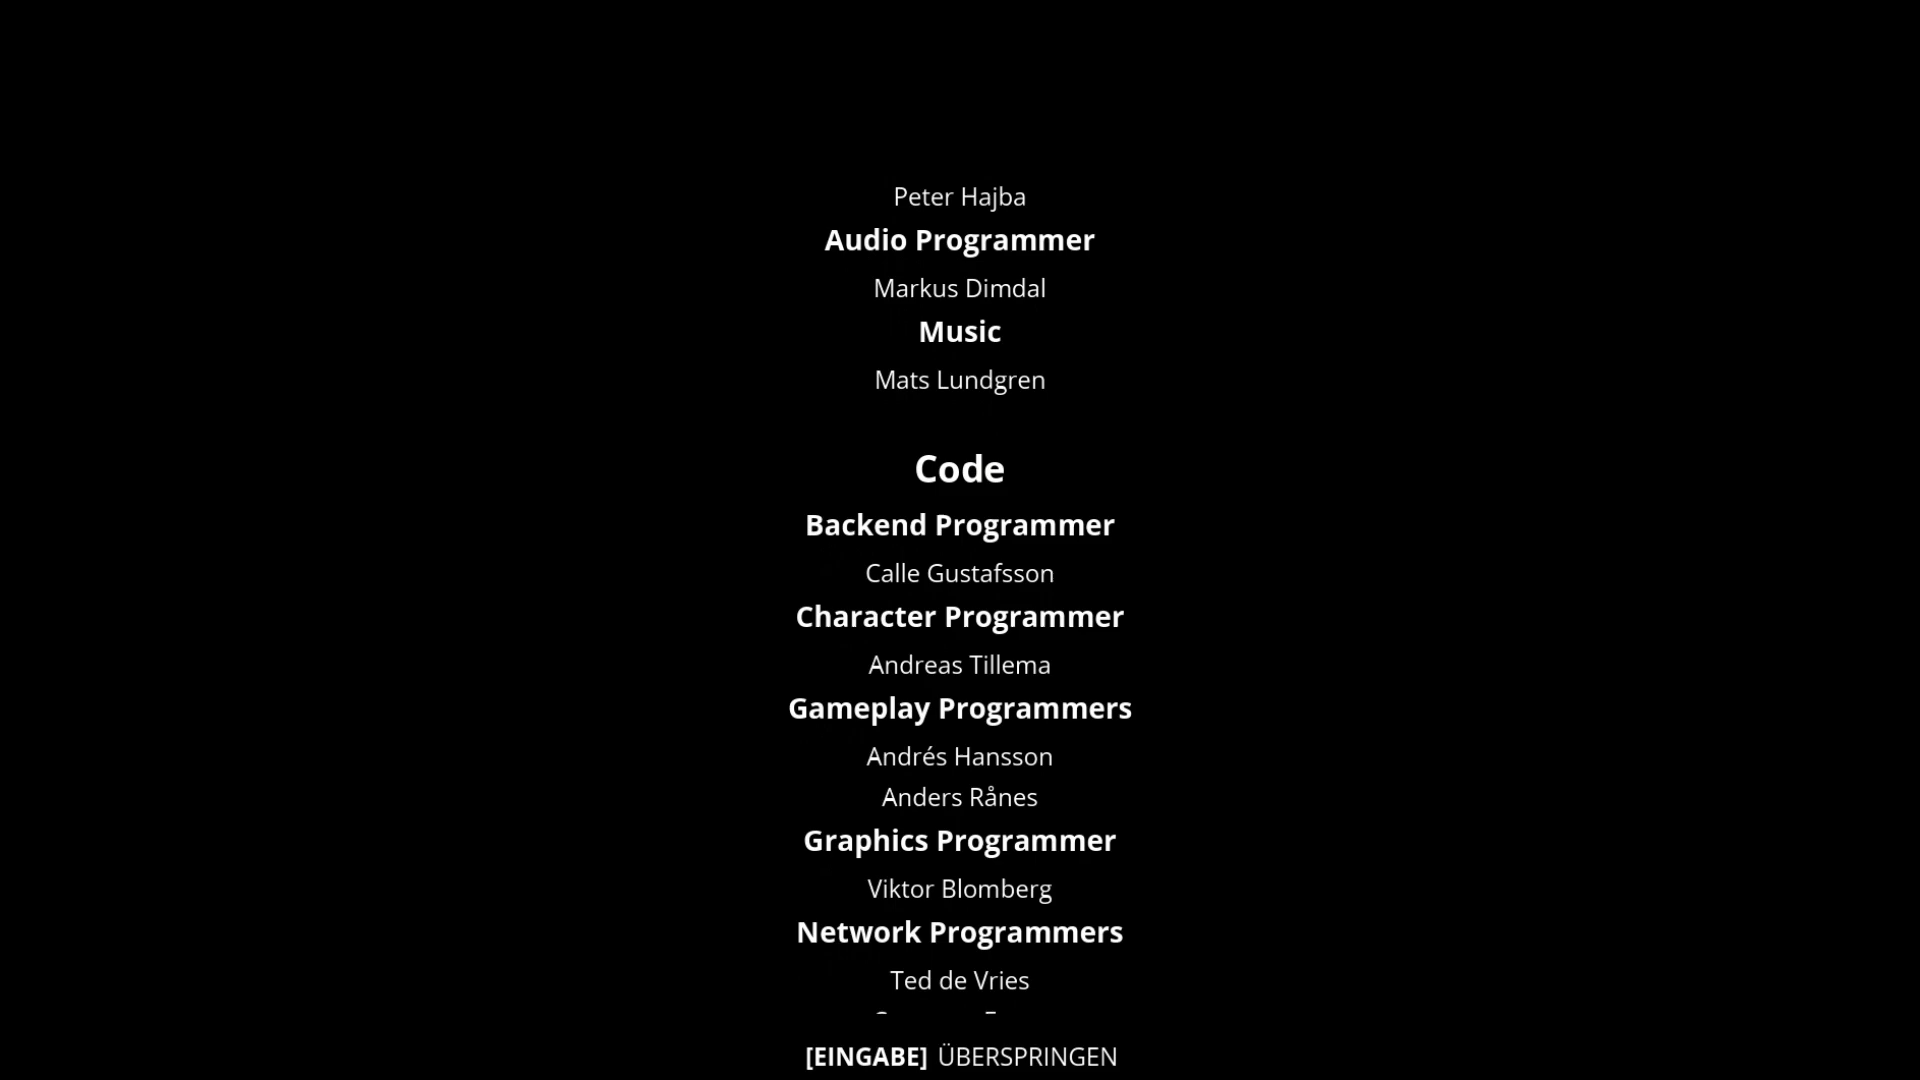 Peter Hajba
Audio Programmer
Markus Dimdal
Music
Mats Lundgren
Code
Backend Programmer
Calle Gustafsson
Character Programmer
Andreas Tillema
Gameplay Programmers
Andrés Hansson
Anders Rånes
Graphics Programmer
Viktor Blomberg
Network Programmers
Ted de Vries
[EINGABE] ÜBERSPRINGEN